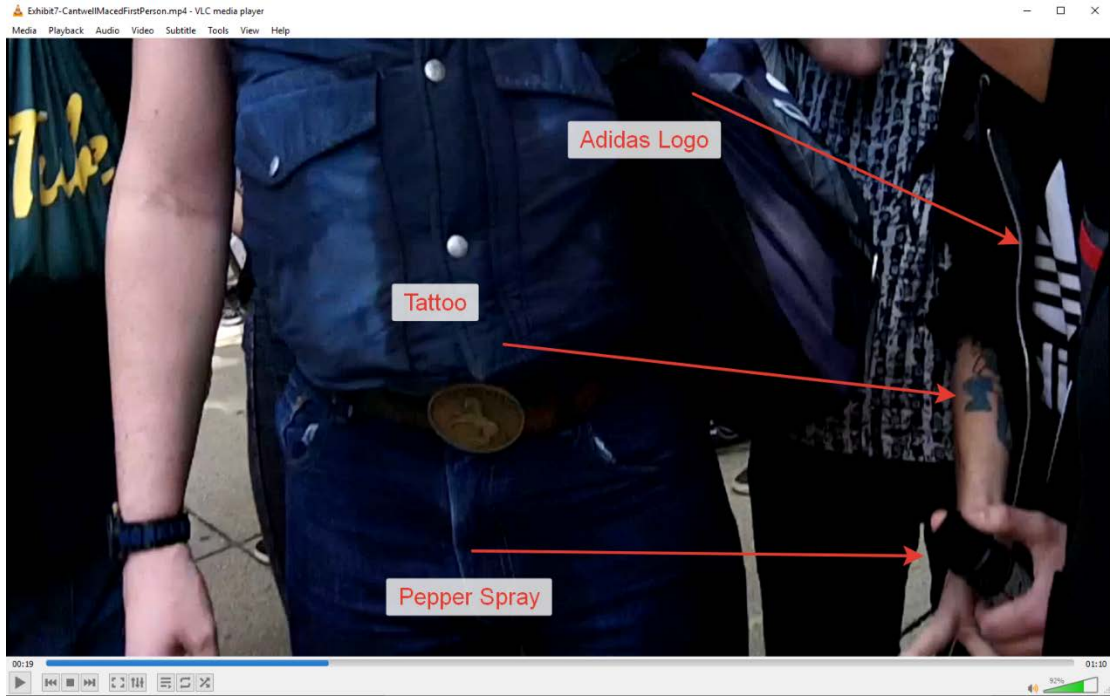 Exhibit7-CantwellMacedFirstPerson.mp4 - VLC media player
Media Playback Audio Video Subtitle Tools View Help
Adidas Logo
Tattoo
Pepper Spray
00:19
01:10
92%